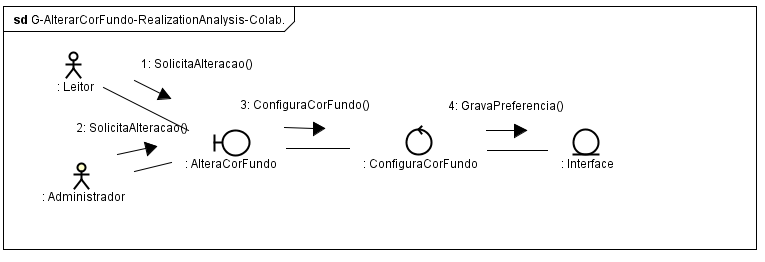 sd G-AlterarCorFundo-RealizationAnalysis-Colab.
1: SolicitaAlteracao()
: Leitor
3: ConfiguraCorFundo()
4: GravaPreferencia()
2: SolicitaAlteracao()
: AlteraCorFundo
: ConfiguraCorFundo
: Interface
: Administrador